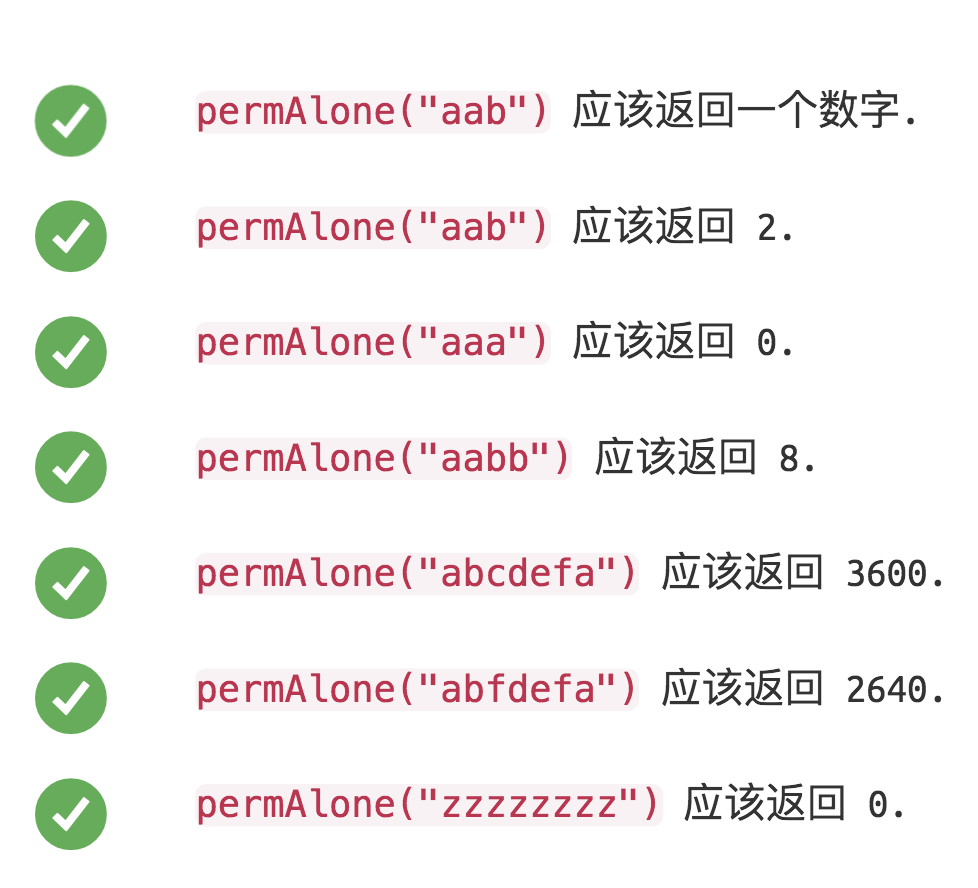 permAlone("aab") 应该返回一个数字.
permAlone("aab") 应该返回 2.
permAlone("aaa") 应该返回 0.
permAlone("aabb") 应该返回 8.
permAlone("abcdefa") 应该返回 3600.
permAlone("abfdefa") 应该返回 2640.
permAlone("zzzzzzzz") 应该返回 0.